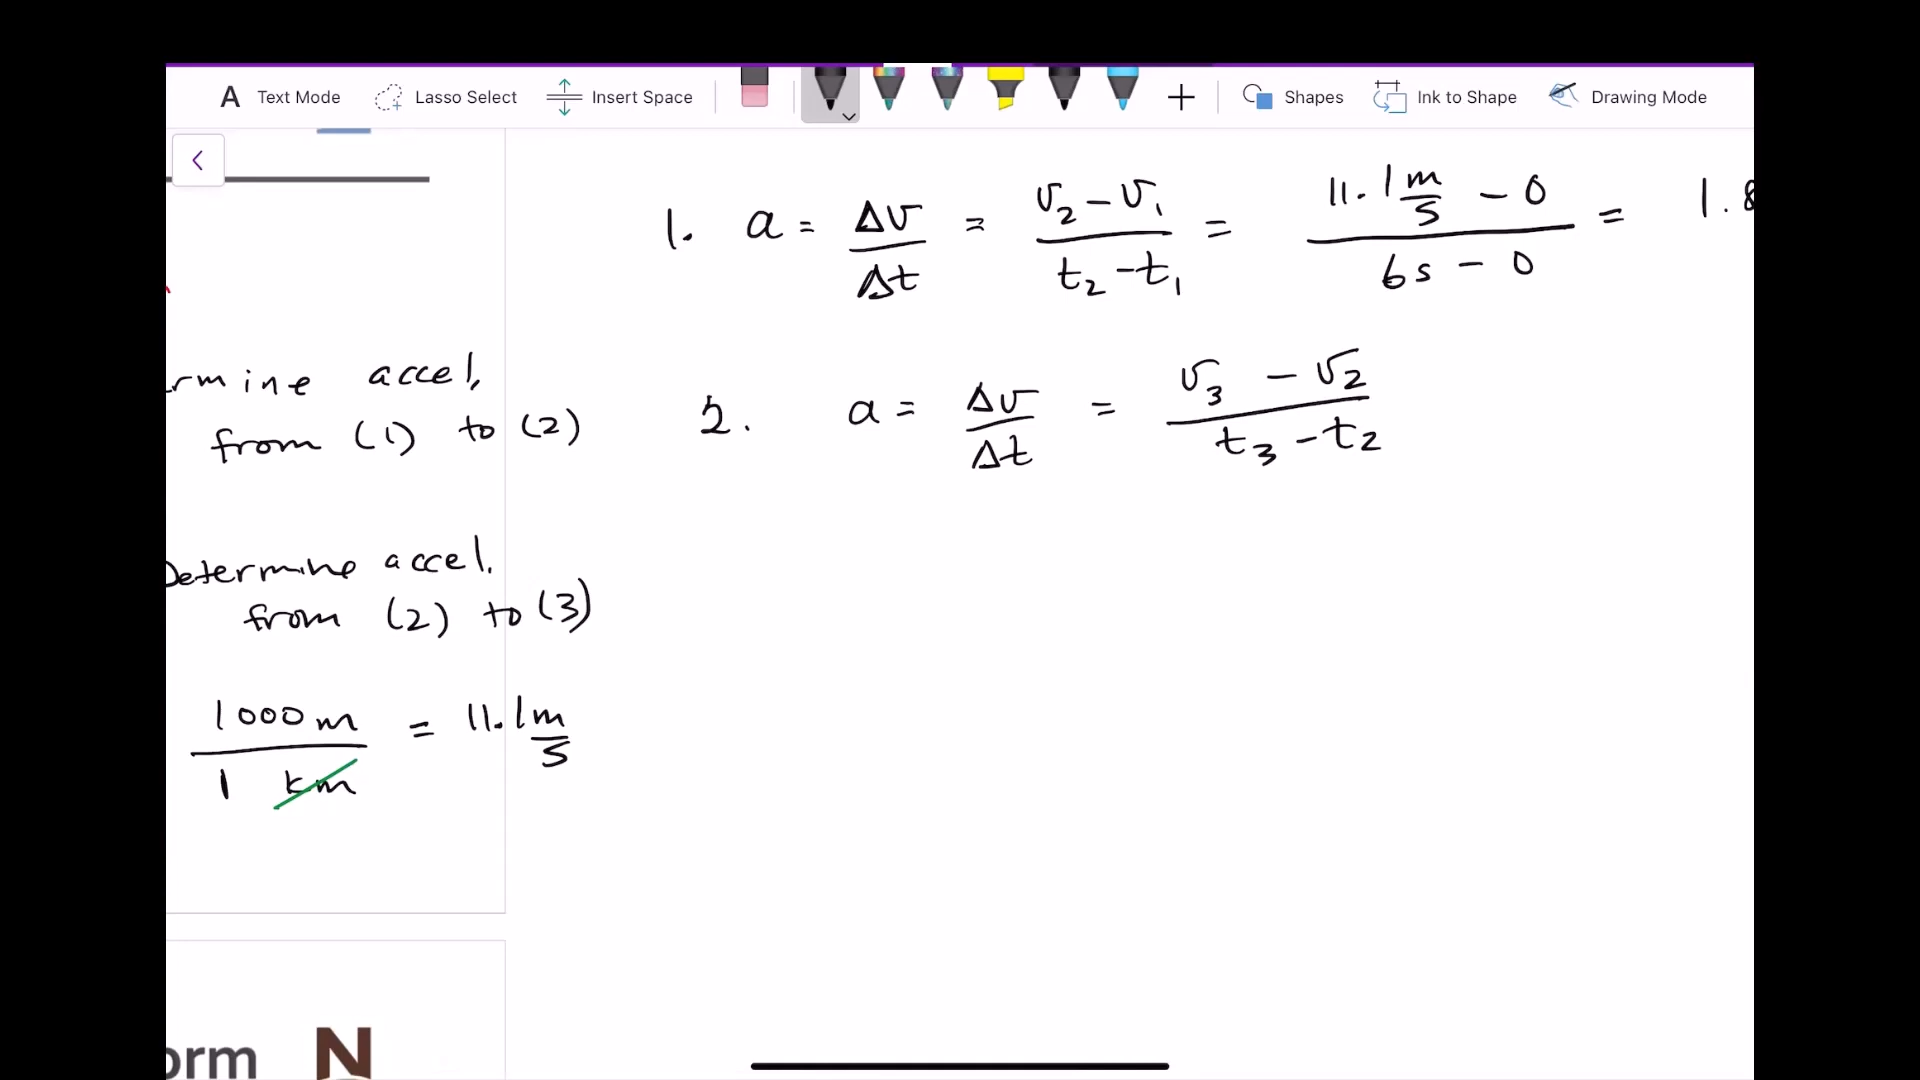 A Text Mode Lasso Select Insert Space Shapes Ink to Shape Drawing Mode
1. a = Δv/Δt = (v₂ - v₁)/(t₂ - t₁) = (11.1 m/s - 0)/(6s - 0) = 1.8
rmine accel.
from (1) to (2)
2. a = Δv/Δt = (v₃ - v₂)/(t₃ - t₂)
Determine accel.
from (2) to (3)
1000 m / 1 km = 11.1 m/s
orm N